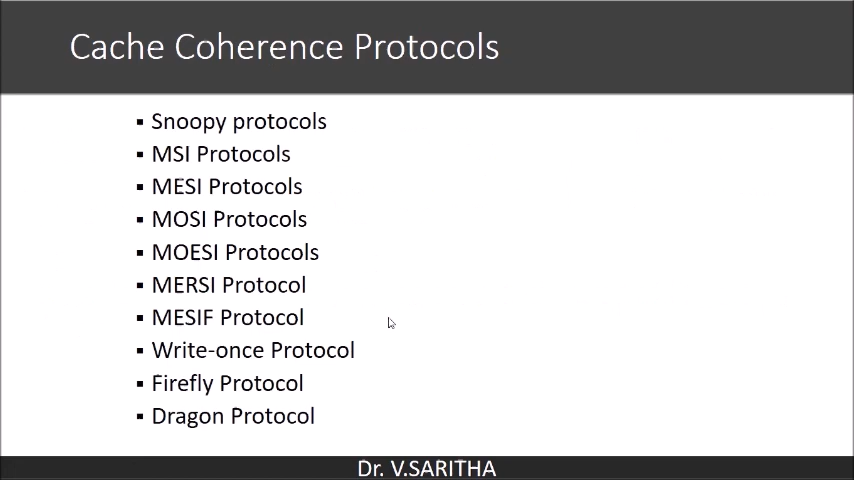 Cache Coherence Protocols
▪ Snoopy protocols
▪ MSI Protocols
▪ MESI Protocols
▪ MOSI Protocols
▪ MOESI Protocols
▪ MERSI Protocol
▪ MESIF Protocol
▪ Write-once Protocol
▪ Firefly Protocol
▪ Dragon Protocol
Dr. V.SARITHA